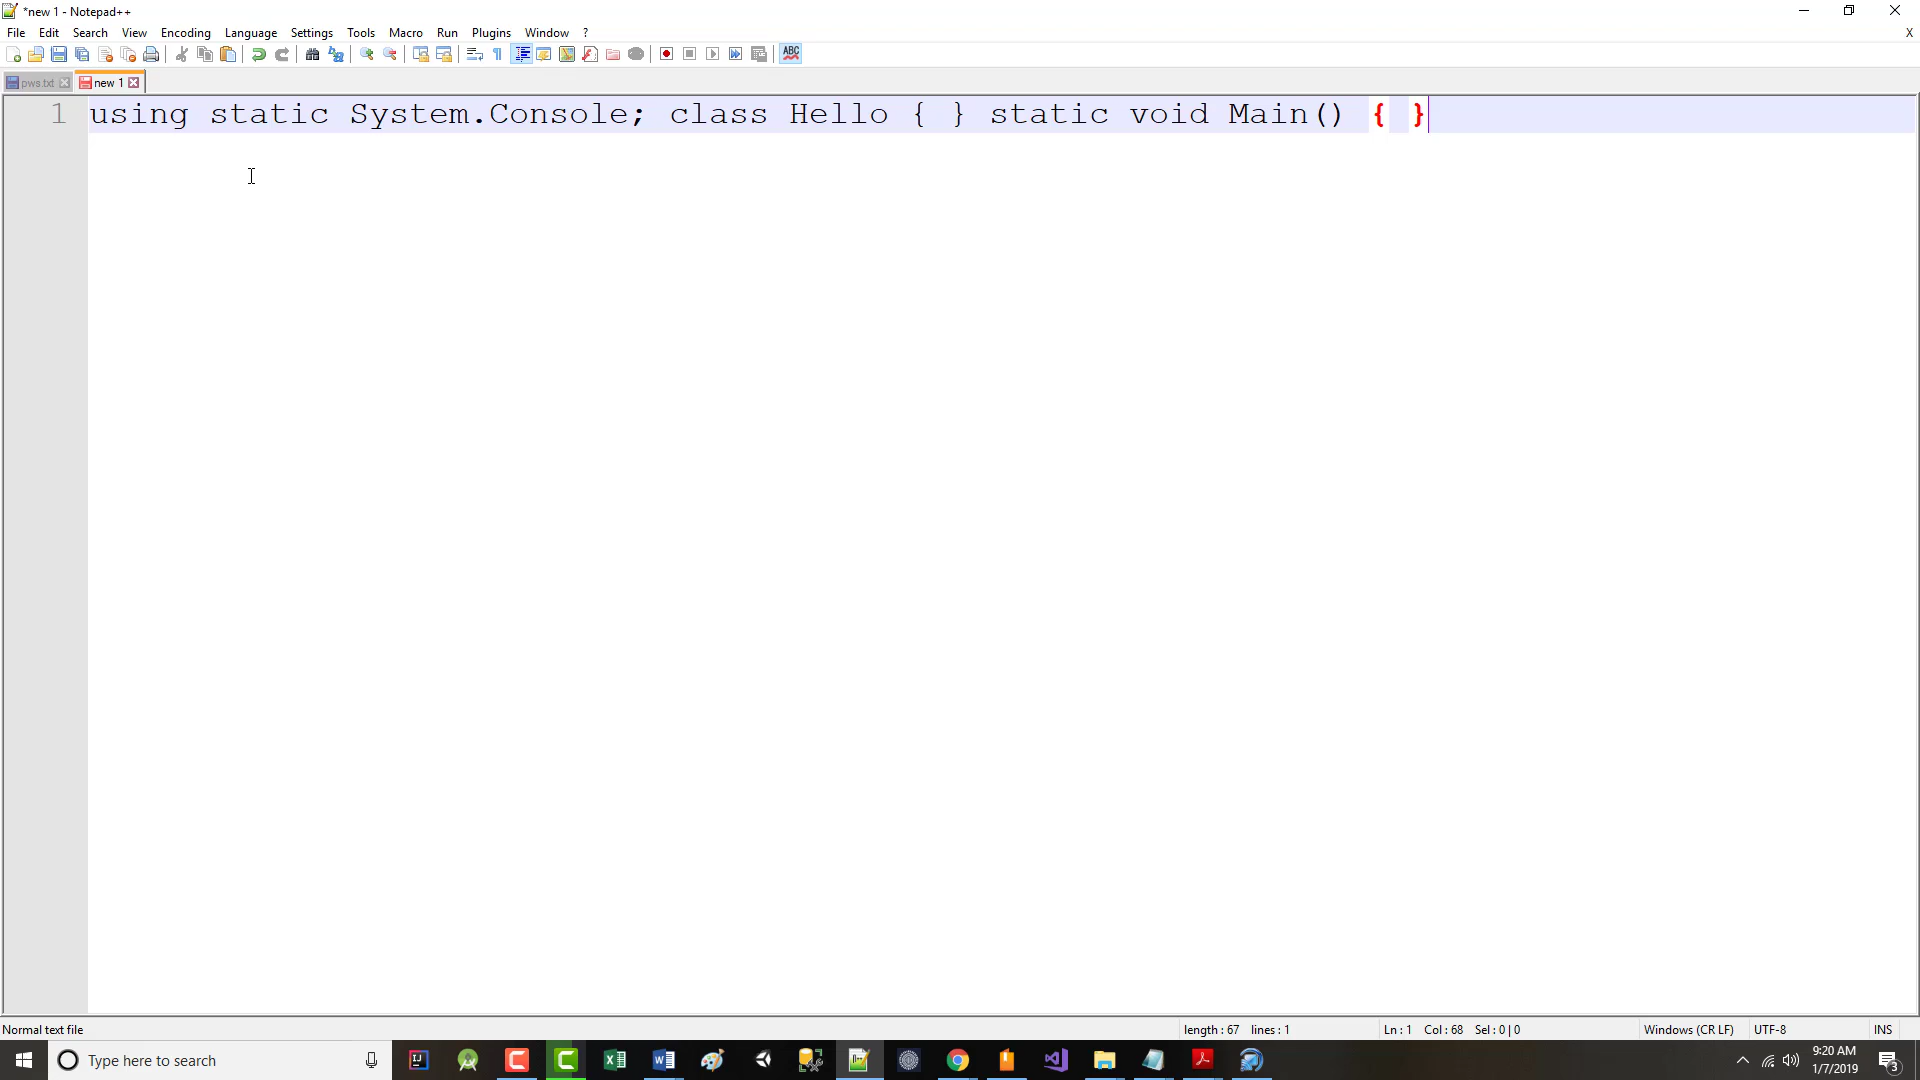 *new 1 - Notepad++
File Edit Search View Encoding Language Settings Tools Macro Run Plugins Window ? X
ABC
pws.txt new 1
1 using static System.Console; class Hello { } static void Main() { }
Normal text file length : 67 lines : 1 Ln : 1 Col : 68 Sel : 0 | 0 Windows (CR LF) UTF-8 INS
Type here to search
9:20 AM
1/7/2019
3